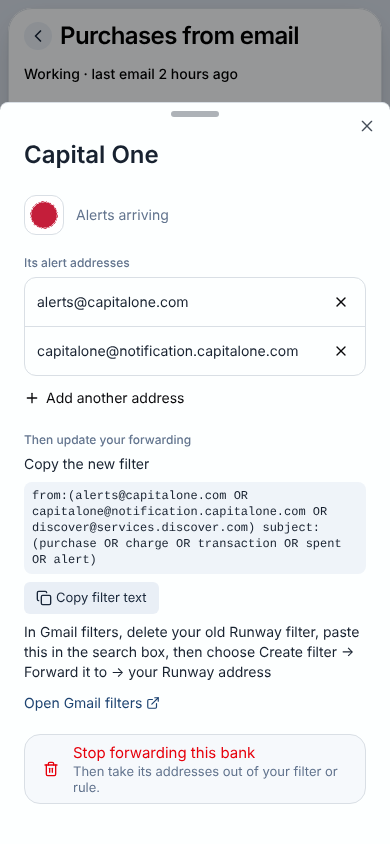 Purchases from email
Working · last email 2 hours ago
Capital One
Alerts arriving
Its alert addresses
alerts@capitalone.com
capitalone@notification.capitalone.com
Add another address
Then update your forwarding
Copy the new filter
from:(alerts@capitalone.com OR
capitalone@notification.capitalone.com OR
discover@services.discover.com) subject:
(purchase OR charge OR transaction OR spent
OR alert)
Copy filter text
In Gmail filters, delete your old Runway filter, paste
this in the search box, then choose Create filter →
Forward it to → your Runway address
Open Gmail filters
Stop forwarding this bank
Then take its addresses out of your filter or
rule.